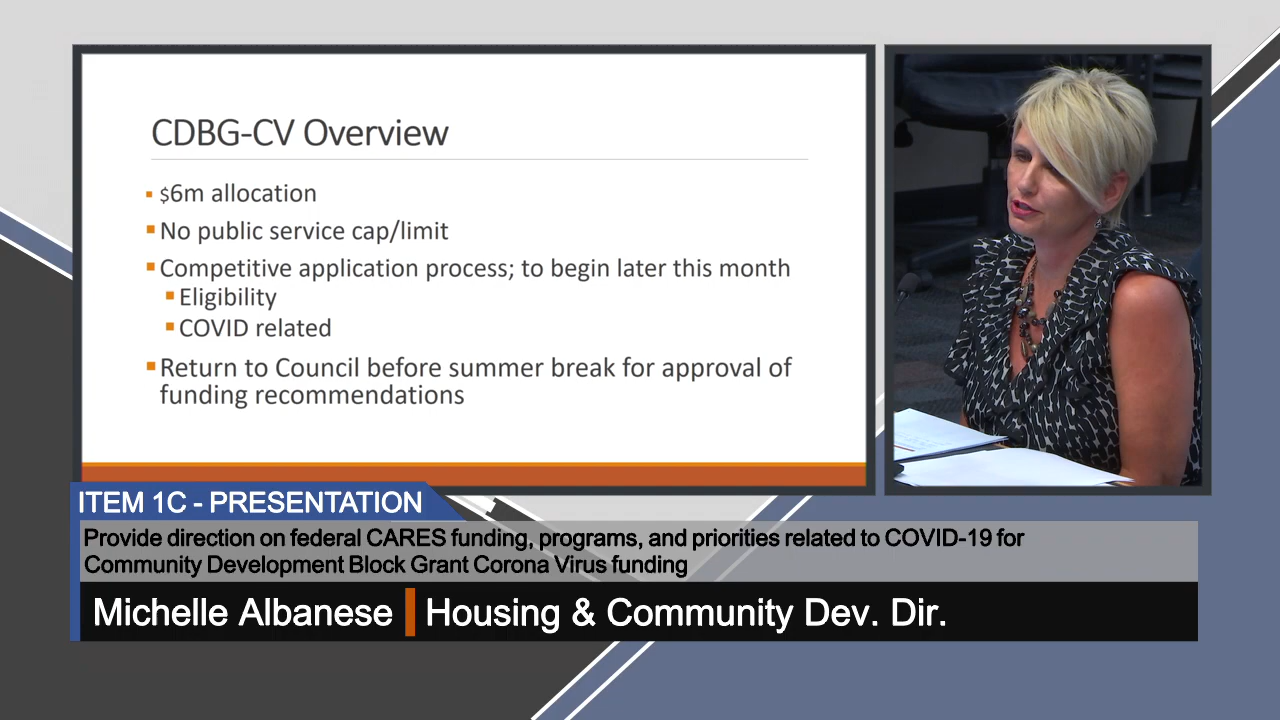 CDBG-CV Overview
$6m allocation
No public service cap/limit
Competitive application process; to begin later this month
Eligibility
COVID related
Return to Council before summer break for approval of
funding recommendations
ITEM 1C - PRESENTATION
Provide direction on federal CARES funding, programs, and priorities related to COVID-19 for
Community Development Block Grant Corona Virus funding
Michelle Albanese
Housing & Community Dev. Dir.